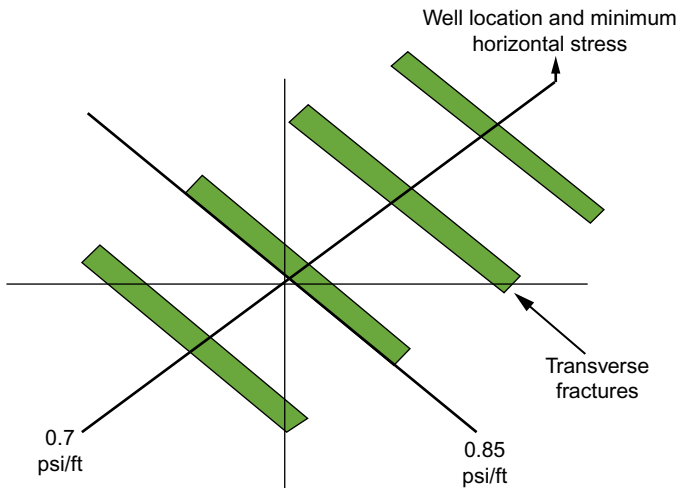 Well location and minimum
horizontal stress
Transverse
fractures
0.7
psi/ft
0.85
psi/ft